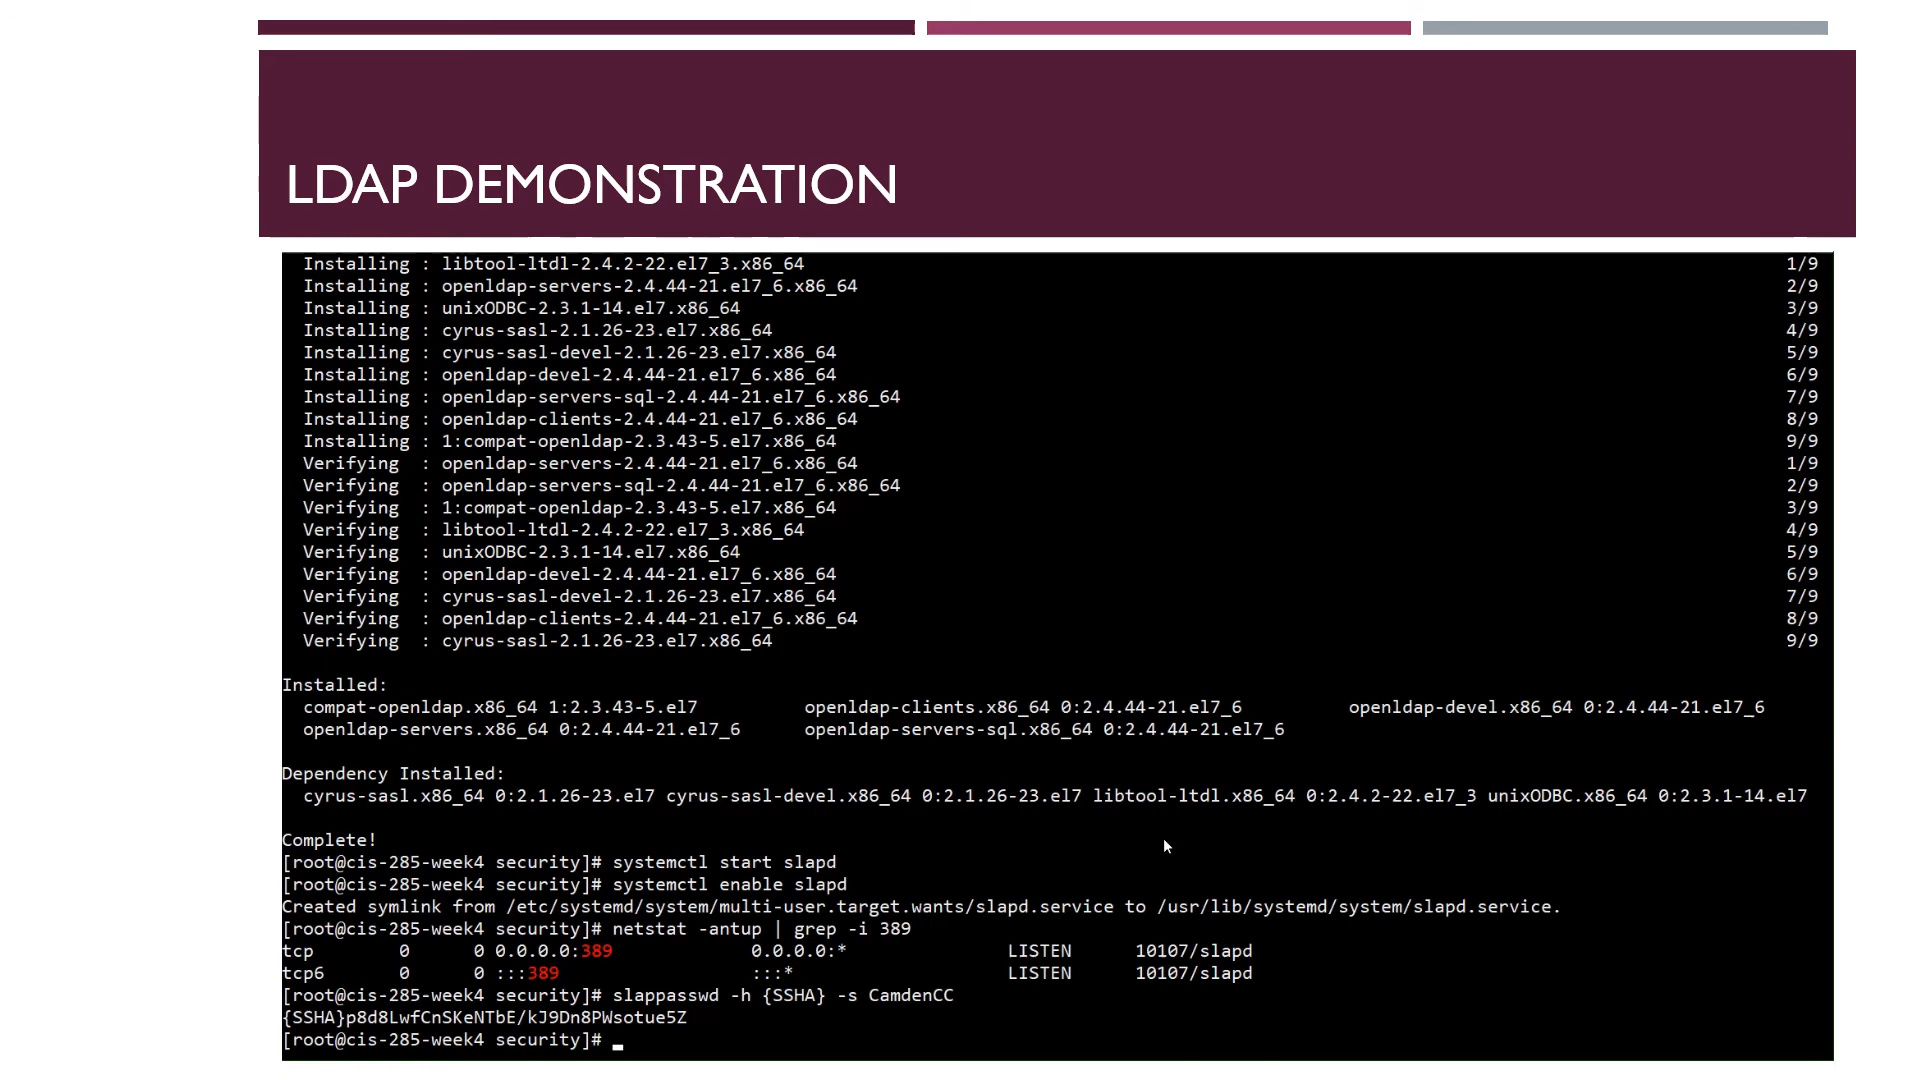 LDAP DEMONSTRATION
Installing : libtool-ltdl-2.4.2-22.el7_3.x86_64 1/9
Installing : openldap-servers-2.4.44-21.el7_6.x86_64 2/9
Installing : unixODBC-2.3.1-14.el7.x86_64 3/9
Installing : cyrus-sasl-2.1.26-23.el7.x86_64 4/9
Installing : cyrus-sasl-devel-2.1.26-23.el7.x86_64 5/9
Installing : openldap-devel-2.4.44-21.el7_6.x86_64 6/9
Installing : openldap-servers-sql-2.4.44-21.el7_6.x86_64 7/9
Installing : openldap-clients-2.4.44-21.el7_6.x86_64 8/9
Installing : 1:compat-openldap-2.3.43-5.el7.x86_64 9/9
Verifying : openldap-servers-2.4.44-21.el7_6.x86_64 1/9
Verifying : openldap-servers-sql-2.4.44-21.el7_6.x86_64 2/9
Verifying : 1:compat-openldap-2.3.43-5.el7.x86_64 3/9
Verifying : libtool-ltdl-2.4.2-22.el7_3.x86_64 4/9
Verifying : unixODBC-2.3.1-14.el7.x86_64 5/9
Verifying : openldap-devel-2.4.44-21.el7_6.x86_64 6/9
Verifying : cyrus-sasl-devel-2.1.26-23.el7.x86_64 7/9
Verifying : openldap-clients-2.4.44-21.el7_6.x86_64 8/9
Verifying : cyrus-sasl-2.1.26-23.el7.x86_64 9/9
Installed:
compat-openldap.x86_64 1:2.3.43-5.el7 openldap-clients.x86_64 0:2.4.44-21.el7_6 openldap-devel.x86_64 0:2.4.44-21.el7_6
openldap-servers.x86_64 0:2.4.44-21.el7_6 openldap-servers-sql.x86_64 0:2.4.44-21.el7_6
Dependency Installed:
cyrus-sasl.x86_64 0:2.1.26-23.el7 cyrus-sasl-devel.x86_64 0:2.1.26-23.el7 libtool-ltdl.x86_64 0:2.4.2-22.el7_3 unixODBC.x86_64 0:2.3.1-14.el7
Complete!
[root@cis-285-week4 security]# systemctl start slapd
[root@cis-285-week4 security]# systemctl enable slapd
Created symlink from /etc/systemd/system/multi-user.target.wants/slapd.service to /usr/lib/systemd/system/slapd.service.
[root@cis-285-week4 security]# netstat -antup | grep -i 389
tcp 0 0 0.0.0.0:389 0.0.0.0:* LISTEN 10107/slapd
tcp6 0 0 :::389 :::* LISTEN 10107/slapd
[root@cis-285-week4 security]# slappasswd -h {SSHA} -s CamdenCC
{SSHA}p8d8LwfCnSKeNTbE/kJ9Dn8PWsotue5Z
[root@cis-285-week4 security]#